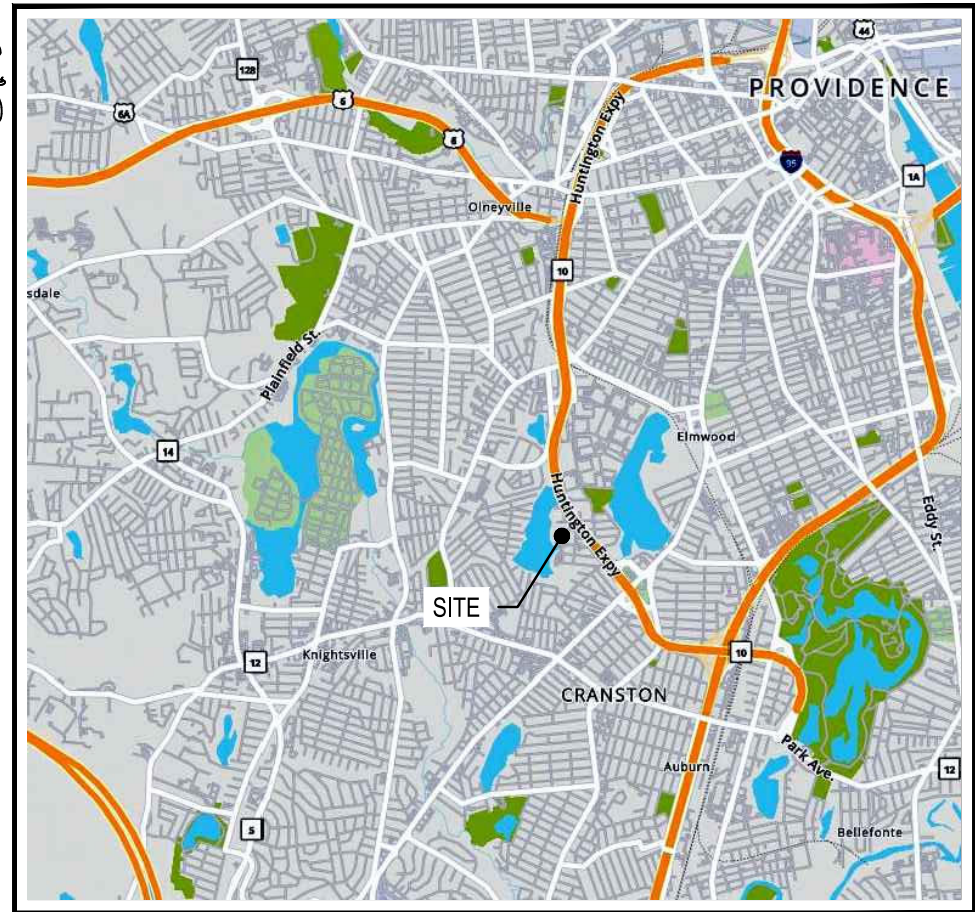 44
PROVIDENCE
128
6
6A
Huntington Expy
6
95
1A
Olneyville
10
sdale
Plainfield St.
Elmwood
14
Huntington Expy
Eddy St.
SITE
12
Knightsville
10
CRANSTON
Park Ave.
Auburn
12
5
Bellefonte